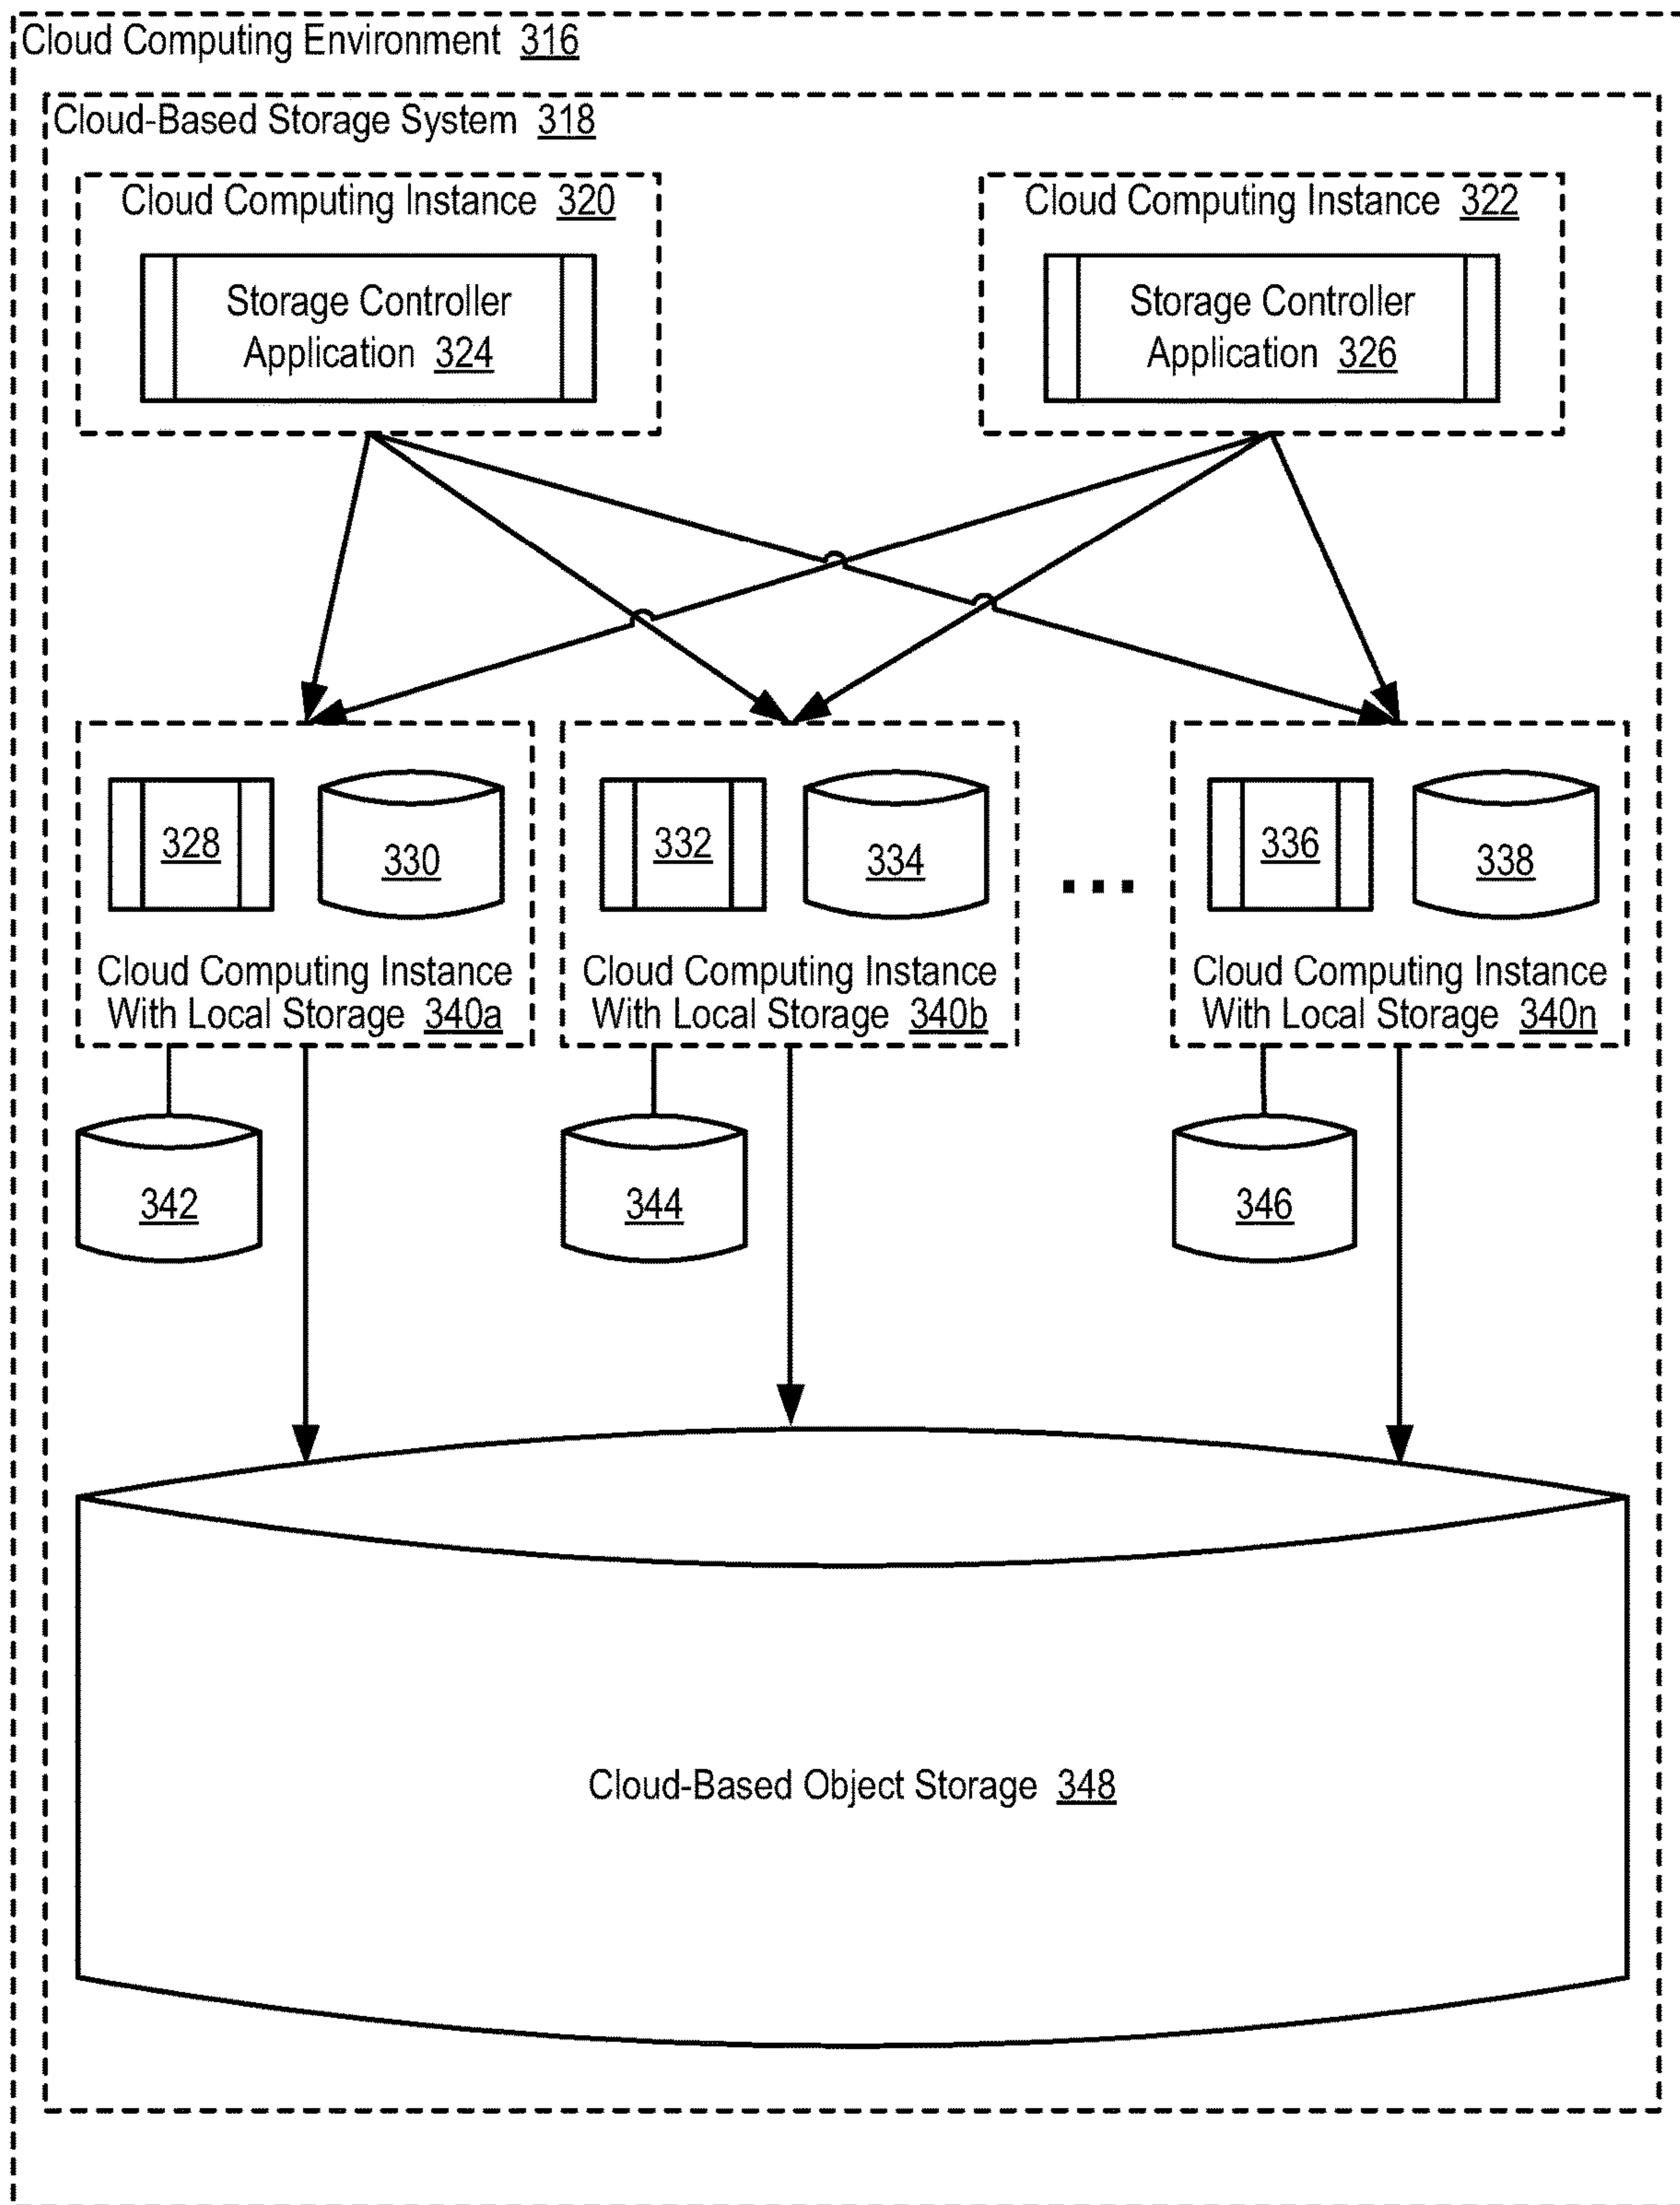 Cloud Computing Environment 316
Cloud-Based Storage System 318
Cloud Computing Instance 320
Storage Controller
Application 324
Cloud Computing Instance 322
Storage Controller
Application 326
328
330
Cloud Computing Instance
With Local Storage 340a
332
334
Cloud Computing Instance
With Local Storage 340b
...
336
338
Cloud Computing Instance
With Local Storage 340n
342
344
346
Cloud-Based Object Storage 348